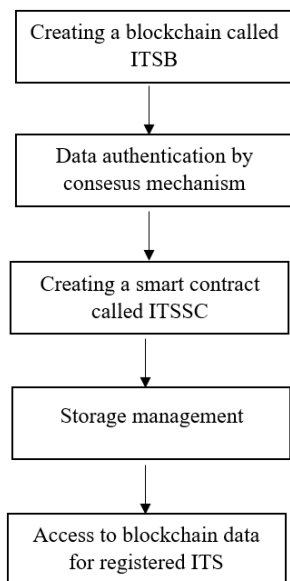 Creating a blockchain called
ITSB
Data authentication by
consesus mechanism
Creating a smart contract
called ITSSC
Storage management
Access to blockchain data
for registered ITS